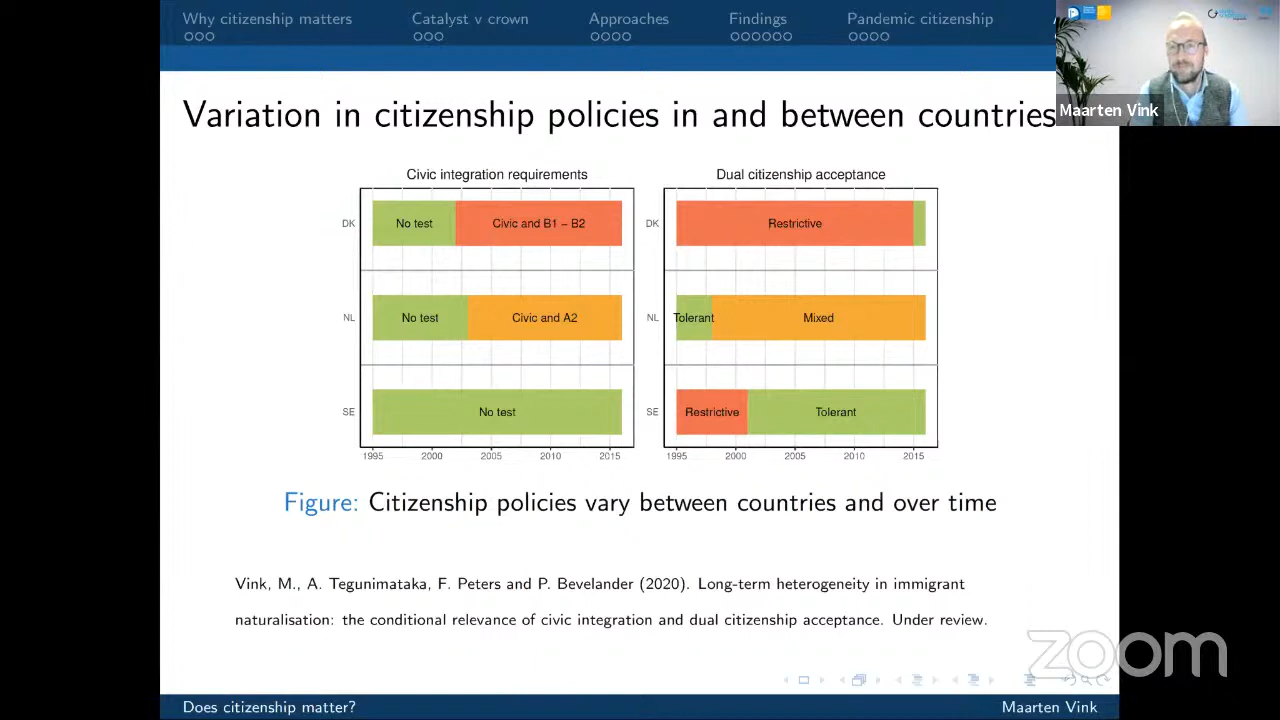 Why citizenship matters
Catalyst v crown
Approaches
Findings
Pandemic citizenship
Maarten Vink
Variation in citizenship policies in and between countries
Civic integration requirements
DK
No test
Civic and B1 – B2
NL
No test
Civic and A2
SE
No test
1995 2000 2005 2010 2015
Dual citizenship acceptance
DK
Restrictive
NL
Tolerant
Mixed
SE
Restrictive
Tolerant
1995 2000 2005 2010 2015
Figure: Citizenship policies vary between countries and over time
Vink, M., A. Tegunimataka, F. Peters and P. Bevelander (2020). Long-term heterogeneity in immigrant
naturalisation: the conditional relevance of civic integration and dual citizenship acceptance. Under review.
zoom
Does citizenship matter?
Maarten Vink